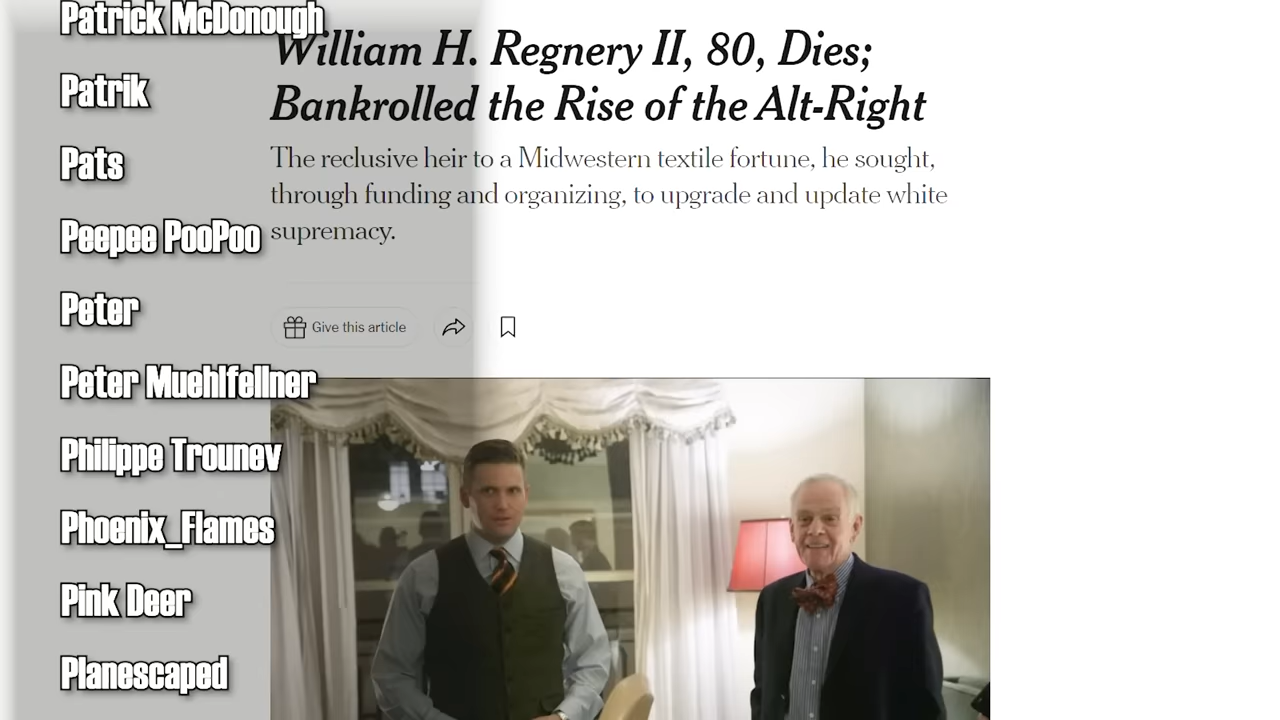 Patrick McDonough
Patrik
Pats
Peepee PooPoo
Peter
Peter Muehlfellner
Philippe Trounev
Phoenix_Flames
Pink Deer
Planescaped
William H. Regnery II, 80, Dies;
Bankrolled the Rise of the Alt-Right
The reclusive heir to a Midwestern textile fortune, he sought,
through funding and organizing, to upgrade and update white
supremacy.
Give this article